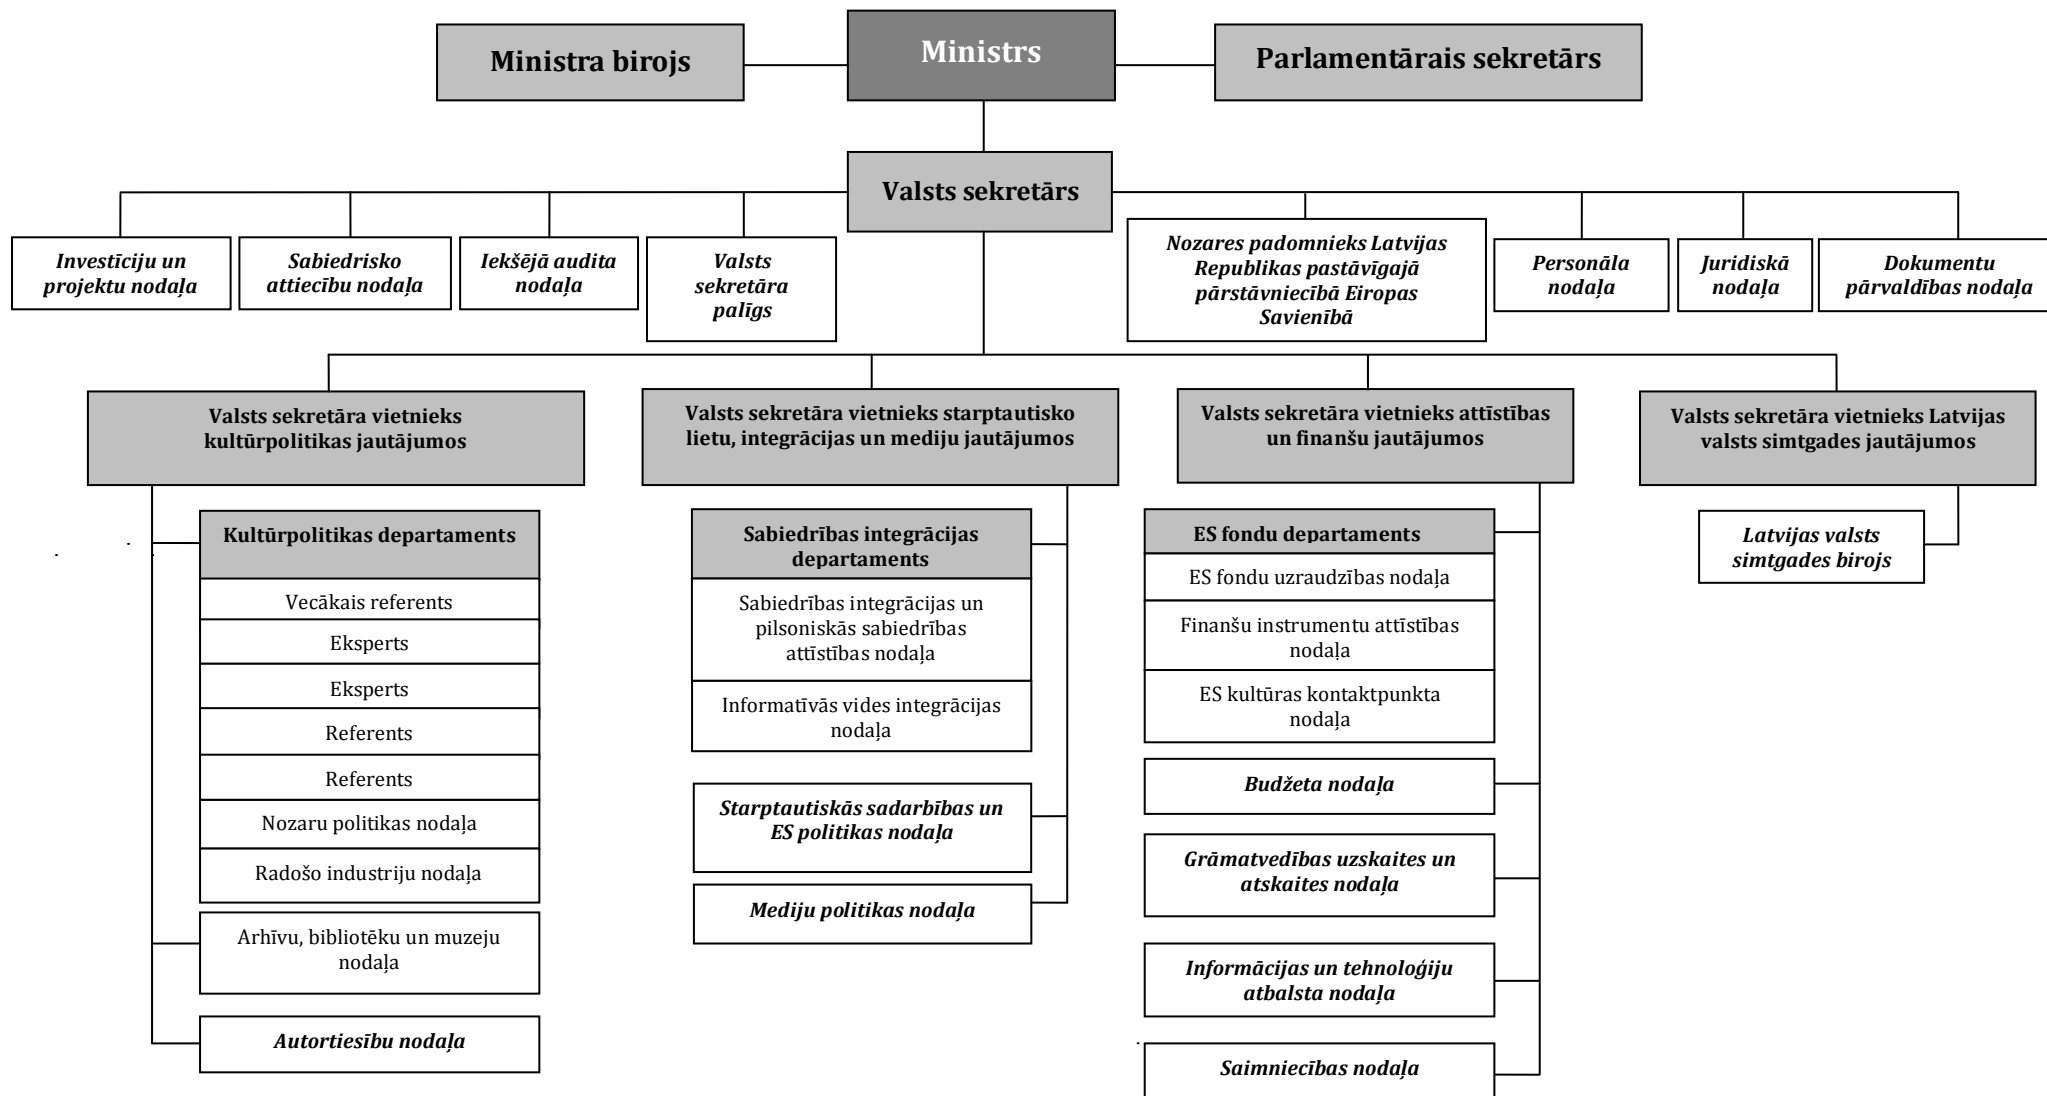 Ministra birojs
Ministrs
Parlamentārais sekretārs
Valsts sekretārs
Investīciju un
projektu nodaļa
Sabiedrisko
attiecību nodaļa
Iekšējā audita
nodaļa
Valsts
sekretāra
palīgs
Nozares padomnieks Latvijas
Republikas pastāvīgajā
pārstāvniecībā Eiropas
Savienībā
Personāla
nodaļa
Juridiskā
nodaļa
Dokumentu
pārvaldības nodaļa
Valsts sekretāra vietnieks
kultūrpolitikas jautājumos
Valsts sekretāra vietnieks starptautisko
lietu, integrācijas un mediju jautājumos
Valsts sekretāra vietnieks attīstības
un finanšu jautājumos
Valsts sekretāra vietnieks Latvijas
valsts simtgades jautājumos
Kultūrpolitikas departaments
Vecākais referents
Eksperts
Eksperts
Referents
Referents
Nozaru politikas nodaļa
Radošo industriju nodaļa
Arhīvu, bibliotēku un muzeju
nodaļa
Autortiesību nodaļa
Sabiedrības integrācijas
departaments
Sabiedrības integrācijas un
pilsoniskās sabiedrības
attīstības nodaļa
Informatīvās vides integrācijas
nodaļa
Starptautiskās sadarbības un
ES politikas nodaļa
Mediju politikas nodaļa
ES fondu departaments
ES fondu uzraudzības nodaļa
Finanšu instrumentu attīstības
nodaļa
ES kultūras kontaktpunkta
nodaļa
Budžeta nodaļa
Grāmatvedības uzskaites un
atskaites nodaļa
Informācijas un tehnoloģiju
atbalsta nodaļa
Saimniecības nodaļa
Latvijas valsts
simtgades birojs